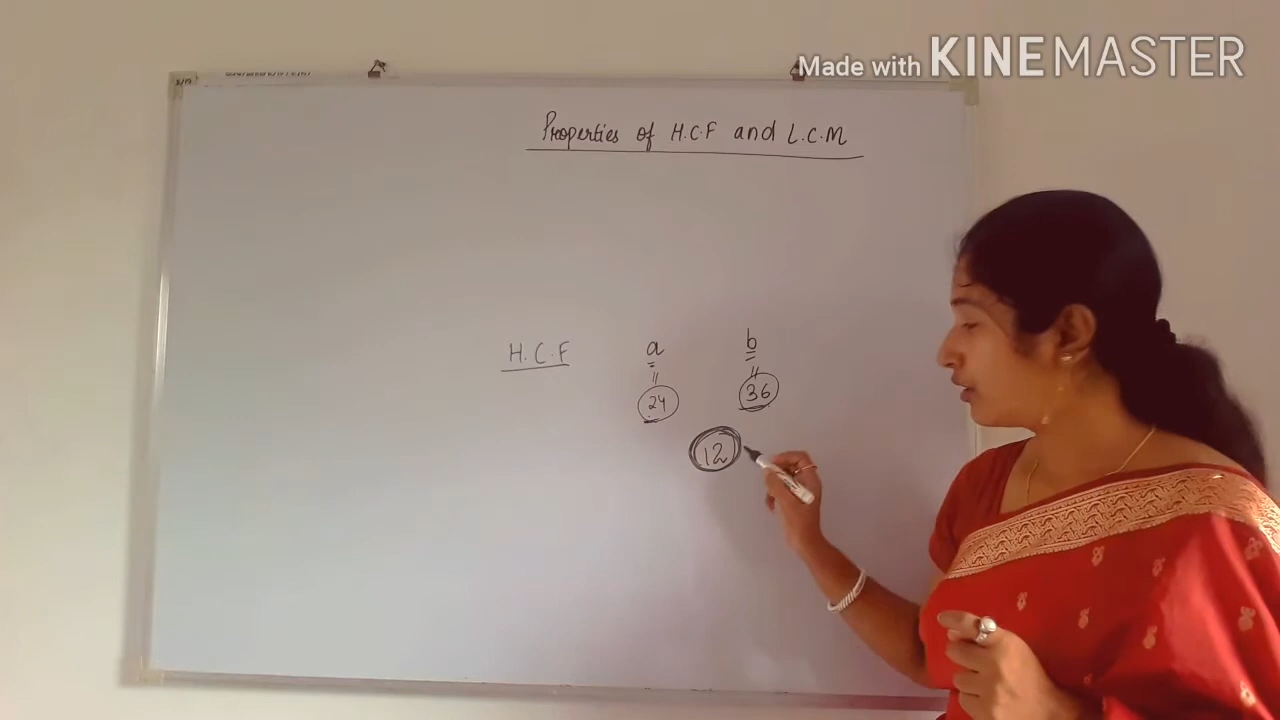 Made with KINEMASTER
Properties of H.C.F and L.C.M
H.C.F a b
= =
" "
24 36
12